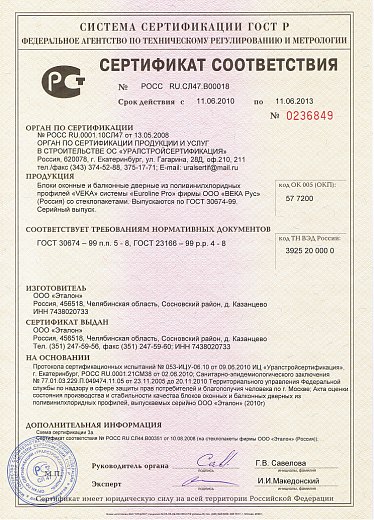 СИСТЕМА СЕРТИФИКАЦИИ ГОСТ Р
ФЕДЕРАЛЬНОЕ АГЕНТСТВО ПО ТЕХНИЧЕСКОМУ РЕГУЛИРОВАНИЮ И МЕТРОЛОГИИ
СЕРТИФИКАТ СООТВЕТСТВИЯ
№ РОСС RU.СЛ47.В00018
Срок действия с 11.06.2010 по 11.06.2013
№ 0236849
ОРГАН ПО СЕРТИФИКАЦИИ
№ РОСС RU.0001.10СЛ47 от 13.05.2008
ОРГАН ПО СЕРТИФИКАЦИИ ПРОДУКЦИИ И УСЛУГ
В СТРОИТЕЛЬСТВЕ ОС «УРАЛСТРОЙСЕРТИФИКАЦИЯ»
Россия, 620078, г. Екатеринбург, ул. Гагарина, 28Д, оф.210, 211
тел./факс (343) 374-52-88, 375-17-71; E-mail: uralsertif@mail.ru
ПРОДУКЦИЯ
Блоки оконные и балконные дверные из поливинилхлоридных
профилей «VEKA» системы «Euroline Pro» фирмы ООО «ВЕКА Рус»
(Россия) со стеклопакетами. Выпускаются по ГОСТ 30674-99.
Серийный выпуск.
код ОК 005 (ОКП):
57 7200
СООТВЕТСТВУЕТ ТРЕБОВАНИЯМ НОРМАТИВНЫХ ДОКУМЕНТОВ
ГОСТ 30674 – 99 п.п. 5 - 8, ГОСТ 23166 – 99 р.р. 4 - 8
код ТН ВЭД России:
3925 20 000 0
ИЗГОТОВИТЕЛЬ
ООО «Эталон»
Россия, 456518, Челябинская область, Сосновский район, д. Казанцево
ИНН 7438020733
СЕРТИФИКАТ ВЫДАН
ООО «Эталон»
Россия, 456518, Челябинская область, Сосновский район, д. Казанцево
Тел. (351) 247-59-56, факс (351) 247-59-60: ИНН 7438020733
НА ОСНОВАНИИ
Протокола сертификационных испытаний № 053-ИЦ/У-06.10 от 09.06.2010 ИЦ «Уралстройсертификация»,
г. Екатеринбург, РОСС RU.0001.21СМ38 от 02.06.2010; Санитарно-эпидемиологического заключения
№ 77.01.03.229.П.049474.11.05 от 23.11.2005 до 20.11.2010 Территориального управления Федеральной
службы по надзору в сфере защиты прав потребителей и благополучия человека по г. Москве; Акта оценки
состояния производства и стабильности качества блоков оконных и балконных дверных из
поливинилхлоридных профилей, выпускаемых серийно ООО «Эталон» (2010г)
ДОПОЛНИТЕЛЬНАЯ ИНФОРМАЦИЯ
Схема сертификации 3а
Сертификат соответствия № РОСС RU.СЛ44.В00351 от 10.08.2008 (на стеклопакеты фирмы ООО «Эталон» (Россия));
Руководитель органа
Г.В. Савелова
М.П.
Эксперт
И.И.Македонский
Сертификат имеет юридическую силу на всей территории Российской Федерации